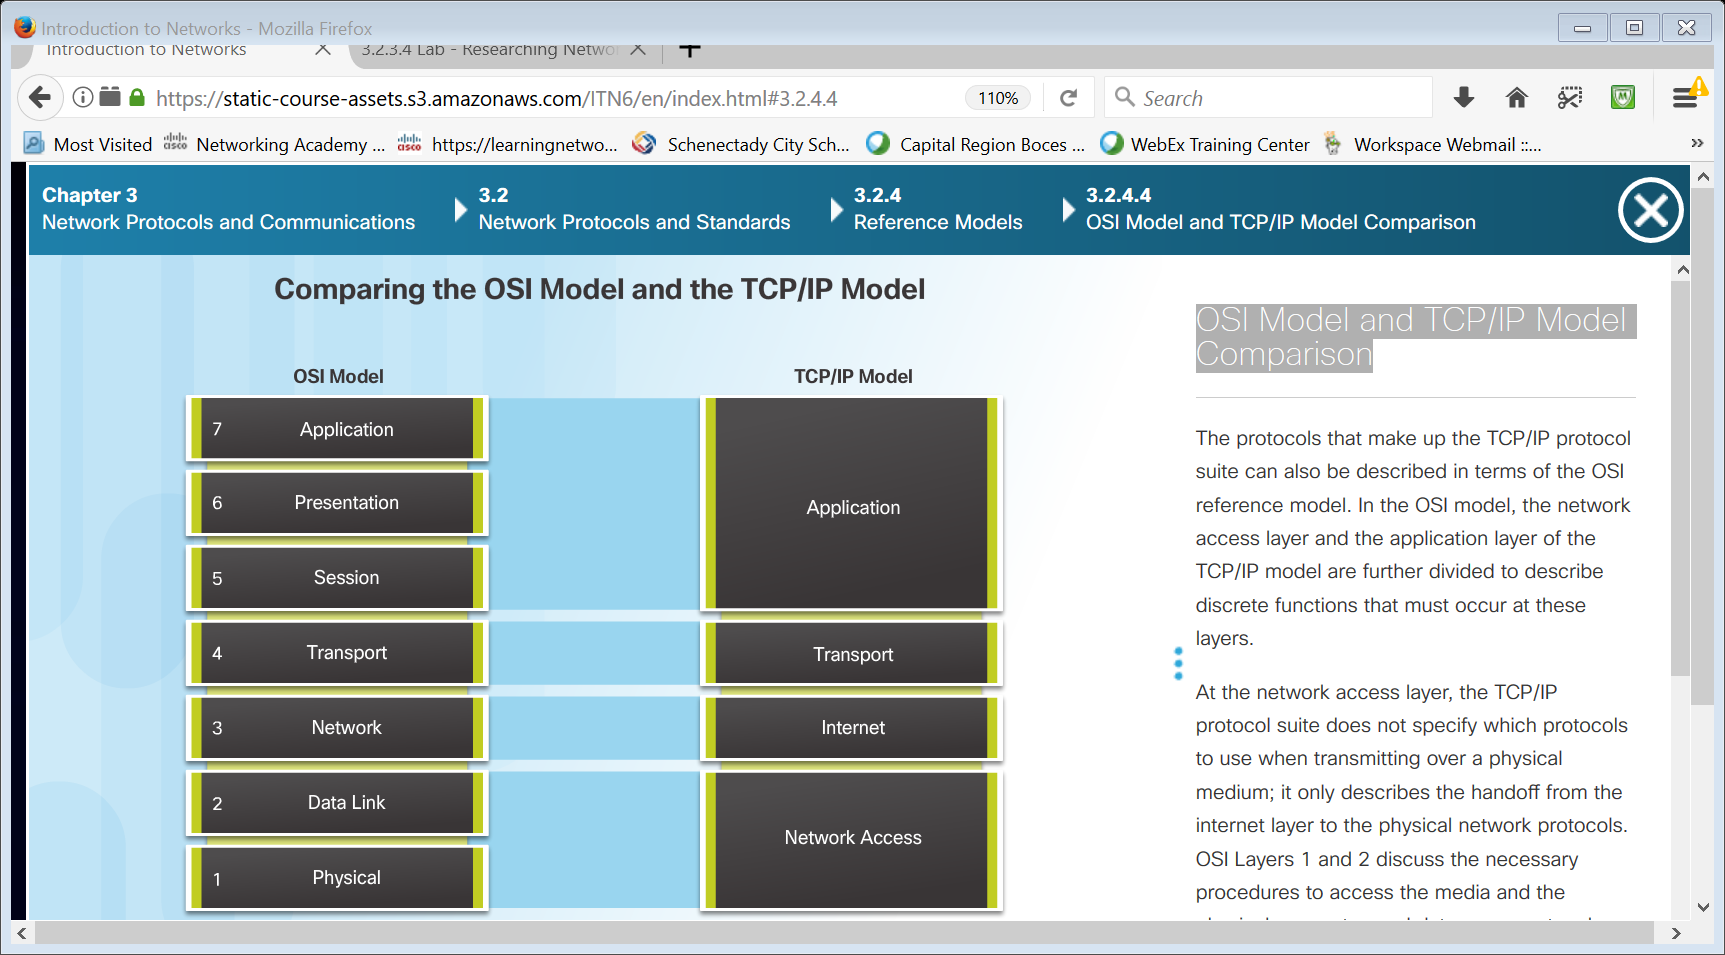 Introduction to Networks - Mozilla Firefox
Introduction to Networks
3.2.3.4 Lab - Researching Netwo
https://static-course-assets.s3.amazonaws.com/ITN6/en/index.html#3.2.4.4
110%
Search
Most Visited
Networking Academy ...
https://learningnetwo...
Schenectady City Sch...
Capital Region Boces ...
WebEx Training Center
Workspace Webmail ::...
Chapter 3
Network Protocols and Communications
3.2
Network Protocols and Standards
3.2.4
Reference Models
3.2.4.4
OSI Model and TCP/IP Model Comparison
Comparing the OSI Model and the TCP/IP Model
OSI Model
7 Application
6 Presentation
5 Session
4 Transport
3 Network
2 Data Link
1 Physical
TCP/IP Model
Application
Transport
Internet
Network Access
OSI Model and TCP/IP Model
Comparison
The protocols that make up the TCP/IP protocol
suite can also be described in terms of the OSI
reference model. In the OSI model, the network
access layer and the application layer of the
TCP/IP model are further divided to describe
discrete functions that must occur at these
layers.
At the network access layer, the TCP/IP
protocol suite does not specify which protocols
to use when transmitting over a physical
medium; it only describes the handoff from the
internet layer to the physical network protocols.
OSI Layers 1 and 2 discuss the necessary
procedures to access the media and the